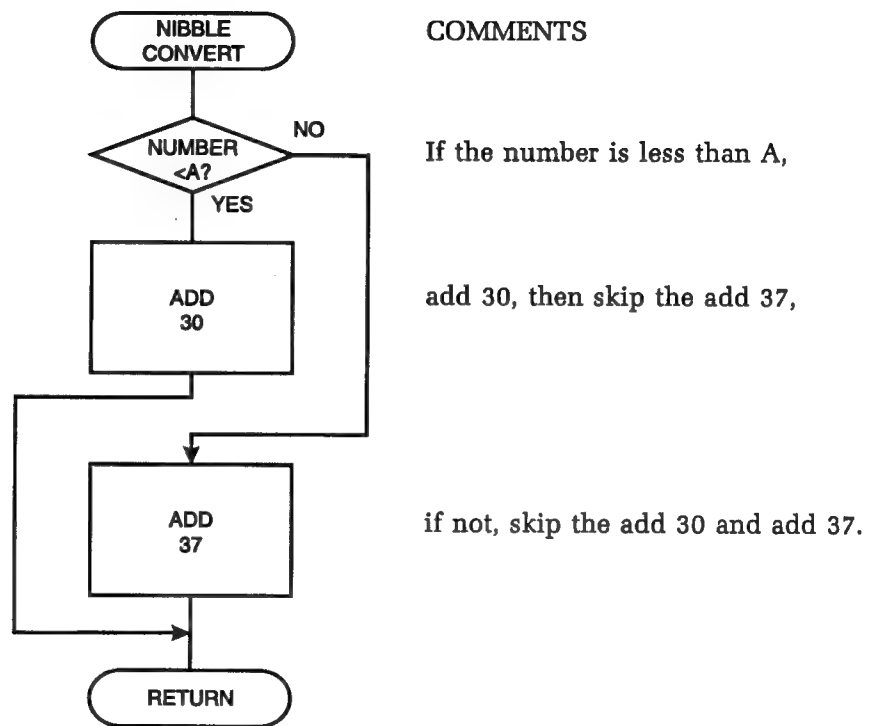 NIBBLE
CONVERT
COMMENTS
NUMBER
<A?
NO
If the number is less than A,
YES
ADD
30
add 30, then skip the add 37,
ADD
37
if not, skip the add 30 and add 37.
RETURN